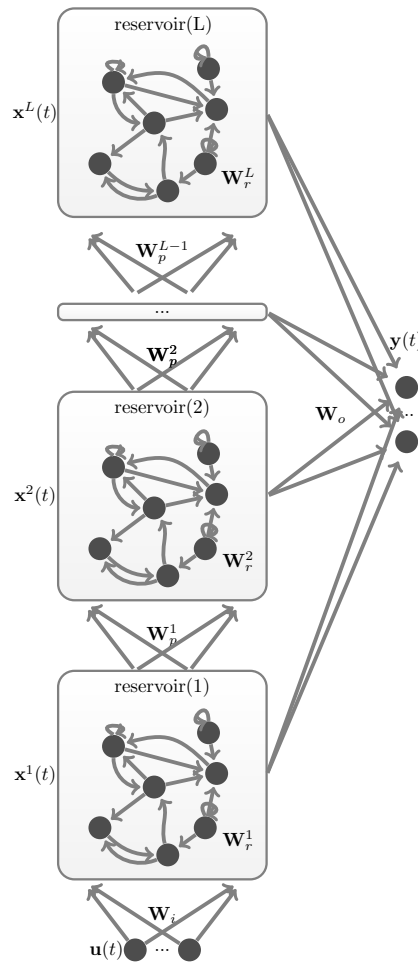 reservoir(L)
x^L(t)
W_r^L
W_p^{L-1}
...
y(t)
W_p^2
...
W_o
reservoir(2)
x^2(t)
W_r^2
W_p^1
reservoir(1)
x^1(t)
W_r^1
W_i
u(t) ...